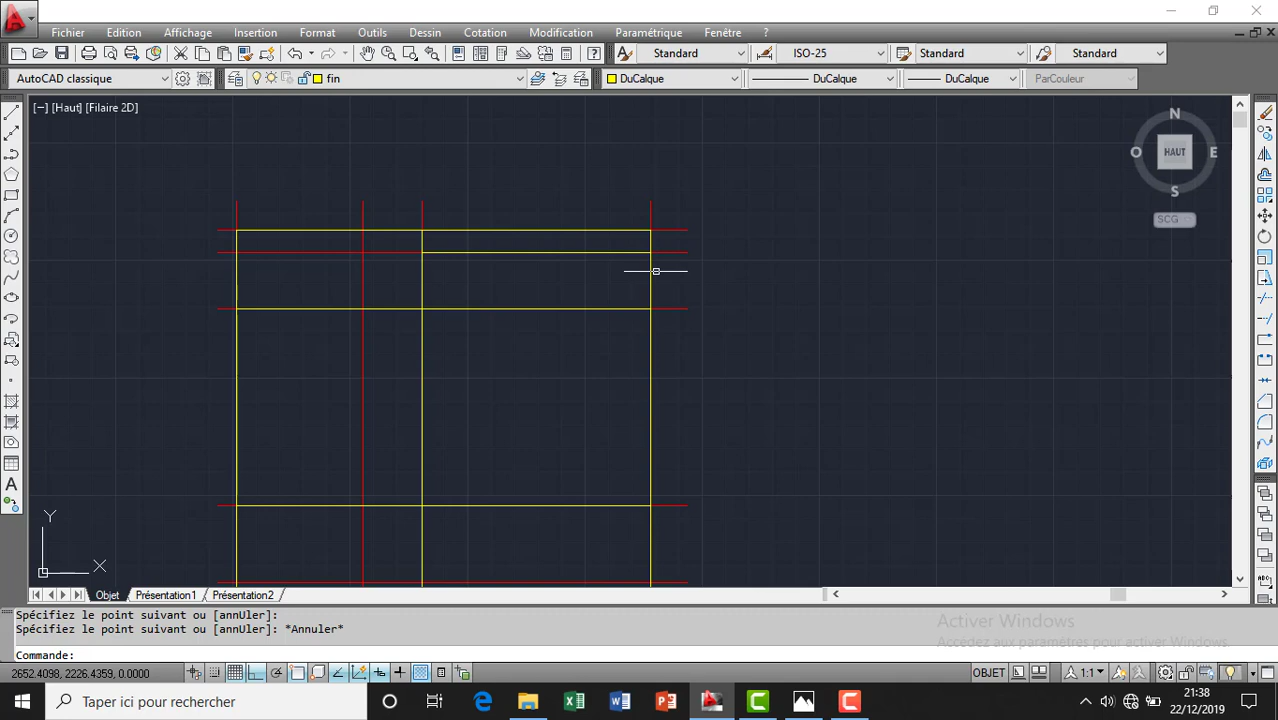 Fichier Edition Affichage Insertion Format Outils Dessin Cotation Modification Paramétrique Fenêtre ?
Standard ISO-25 Standard Standard
AutoCAD classique fin DuCalque DuCalque DuCalque ParCouleur
[−] [Haut] [Filaire 2D]
N
O HAUT E
S
SCG
Y
X
Objet Présentation1 Présentation2
Spécifiez le point suivant ou [annUler]:
Spécifiez le point suivant ou [annUler]: *Annuler*
Activer Windows
Accédez aux paramètres pour activer Windows.
Commande:
2652.4098, 2226.4359, 0.0000 OBJET 1:1
Taper ici pour rechercher
21:38
22/12/2019